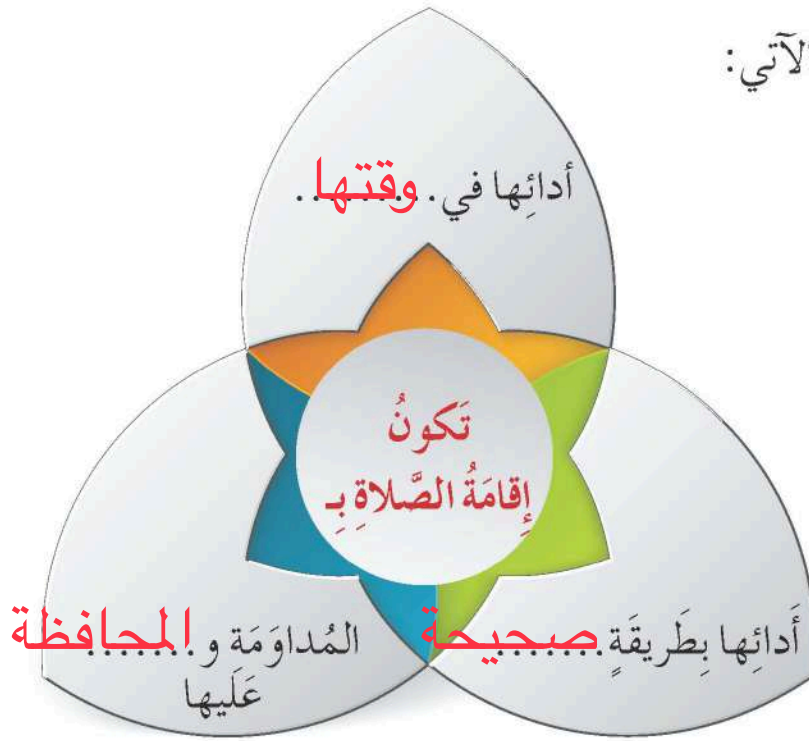 الآتي:
أدائِها في وقتها
تَكونُ
إِقامَةُ الصَّلاةِ بِـ
أَدائِها بِطَريقَةٍ صحيحة
المُداوَمَةِ و المحافظة
عَلَيها